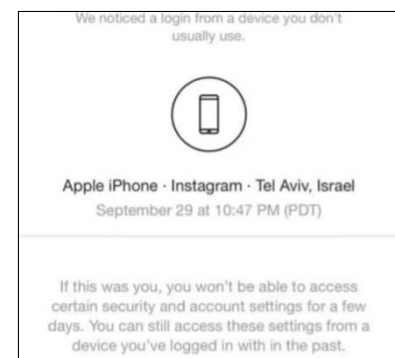 We noticed a login from a device you don't
usually use.
Apple iPhone · Instagram · Tel Aviv, Israel
September 29 at 10:47 PM (PDT)
If this was you, you won't be able to access
certain security and account settings for a few
days. You can still access these settings from a
device you've logged in with in the past.